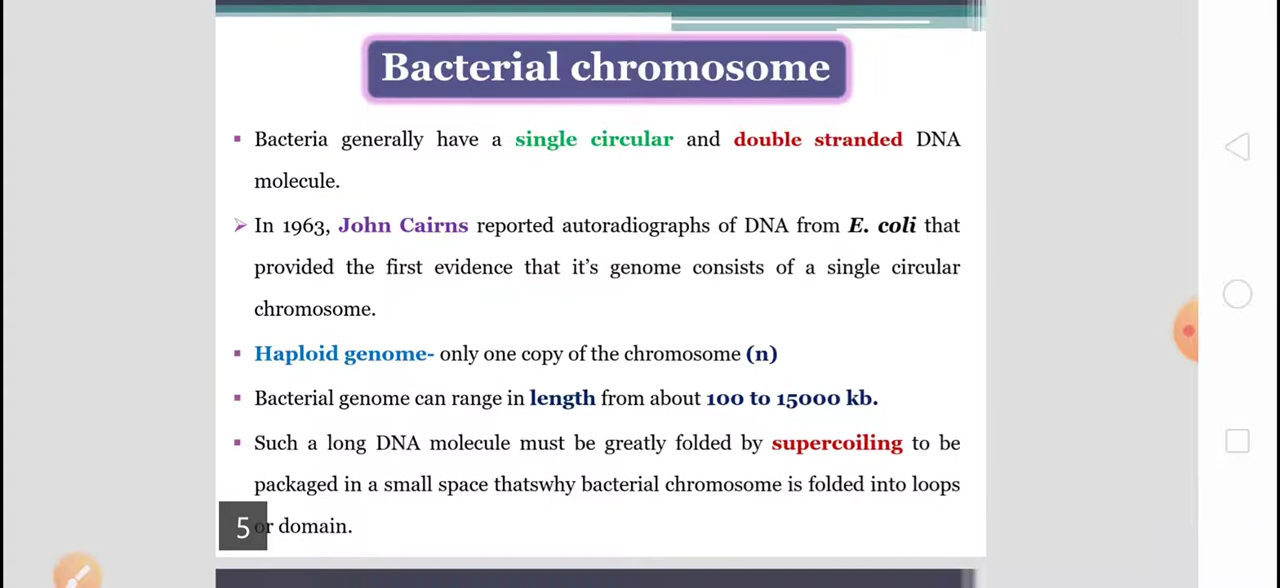 Bacterial chromosome
▪ Bacteria generally have a single circular and double stranded DNA
molecule.
➢ In 1963, John Cairns reported autoradiographs of DNA from E. coli that
provided the first evidence that it’s genome consists of a single circular
chromosome.
▪ Haploid genome- only one copy of the chromosome (n)
▪ Bacterial genome can range in length from about 100 to 15000 kb.
▪ Such a long DNA molecule must be greatly folded by supercoiling to be
packaged in a small space thatswhy bacterial chromosome is folded into loops
or domain.
5